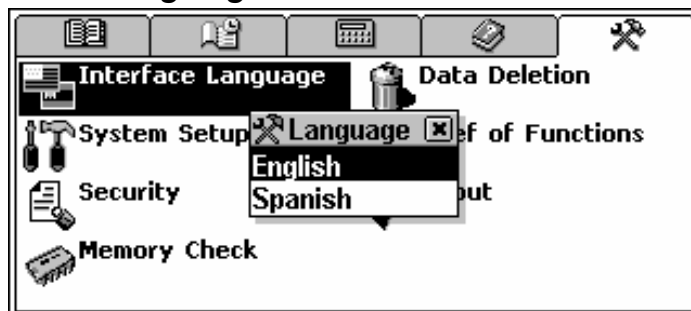 Interface Language
Data Deletion
System Setup
Language
ef of Functions
English
Security
Spanish
out
Memory Check